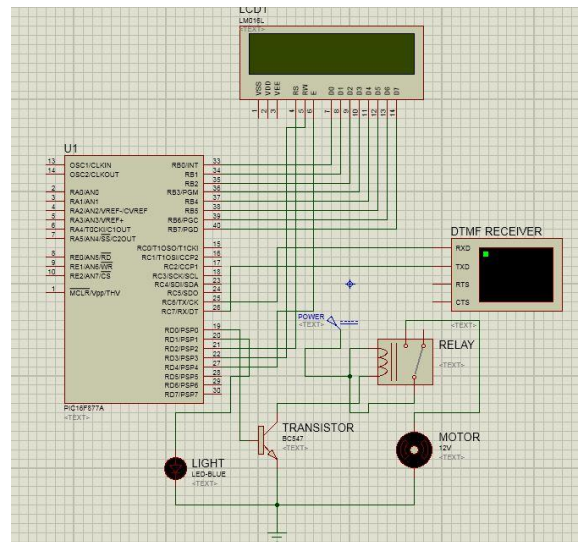 LCD1
LM016L
<TEXT>
VSS VDD VEE RS RW E D0 D1 D2 D3 D4 D5 D6 D7
1 2 3 4 5 6 7 8 9 10 11 12 13 14
U1
13 OSC1/CLKIN RB0/INT 33
14 OSC2/CLKOUT RB1 34
RB2 35
2 RA0/AN0 RB3/PGM 36
3 RA1/AN1 RB4 37
4 RA2/AN2/VREF-/CVREF RB5 38
5 RA3/AN3/VREF+ RB6/PGC 39
6 RA4/T0CKI/C1OUT RB7/PGD 40
7 RA5/AN4/SS/C2OUT
RC0/T1OSO/T1CKI 15
8 RE0/AN5/RD RC1/T1OSI/CCP2 16
9 RE1/AN6/WR RC2/CCP1 17
10 RE2/AN7/CS RC3/SCK/SCL 18
RC4/SDI/SDA 23
1 MCLR/Vpp/THV RC5/SDO 24
RC6/TX/CK 25
RC7/RX/DT 26
RD0/PSP0 19
RD1/PSP1 20
RD2/PSP2 21
RD3/PSP3 22
RD4/PSP4 27
RD5/PSP5 28
RD6/PSP6 29
RD7/PSP7 30
PIC16F877A
<TEXT>
DTMF RECEIVER
RXD
TXD
RTS
CTS
<TEXT>
POWER
<TEXT>
RELAY
<TEXT>
TRANSISTOR
BC547
<TEXT>
MOTOR
12V
<TEXT>
LIGHT
LED-BLUE
<TEXT>